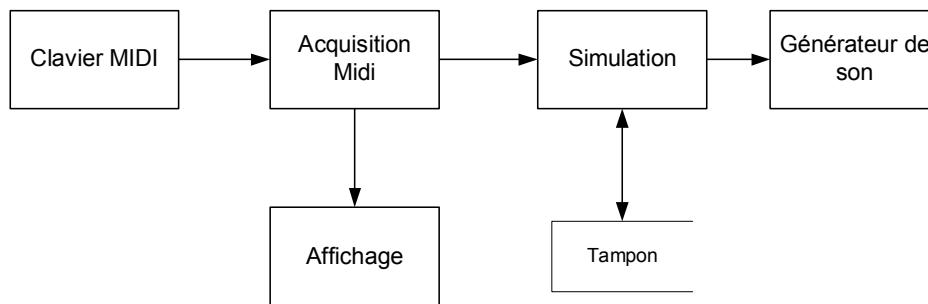 Clavier MIDI
Acquisition
Midi
Simulation
Générateur de
son
Affichage
Tampon